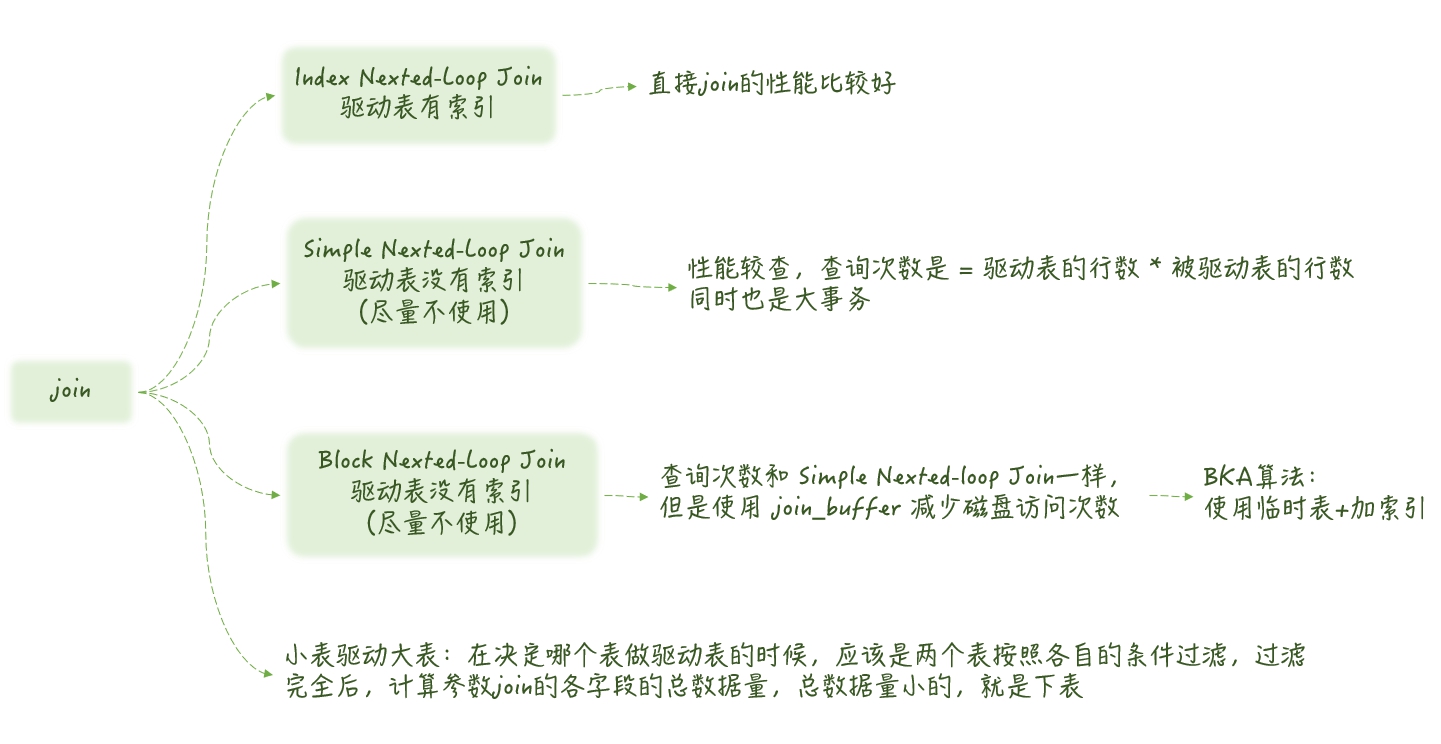 Index Nexted-Loop Join
驱动表有索引
直接join的性能比较好
Simple Nexted-Loop Join
驱动表没有索引
(尽量不使用)
性能较查，查询次数是 = 驱动表的行数 * 被驱动表的行数
同时也是大事务
join
Block Nexted-Loop Join
驱动表没有索引
(尽量不使用)
查询次数和 Simple Nexted-loop Join一样，
但是使用 join_buffer 减少磁盘访问次数
BKA算法：
使用临时表+加索引
小表驱动大表：在决定哪个表做驱动表的时候，应该是两个表按照各自的条件过滤，过滤
完全后，计算参数join的各字段的总数据量，总数据量小的，就是下表